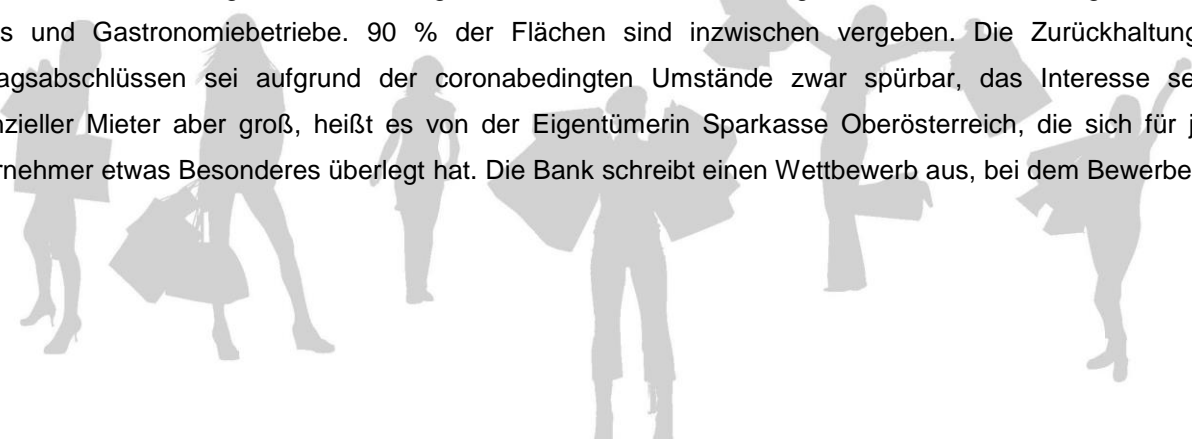 s und Gastronomiebetriebe. 90 % der Flächen sind inzwischen vergeben. Die Zurückhaltung
agsabschlüssen sei aufgrund der coronabedingten Umstände zwar spürbar, das Interesse se
nzieller Mieter aber groß, heißt es von der Eigentümerin Sparkasse Oberösterreich, die sich für j
rnehmer etwas Besonderes überlegt hat. Die Bank schreibt einen Wettbewerb aus, bei dem Bewerbe